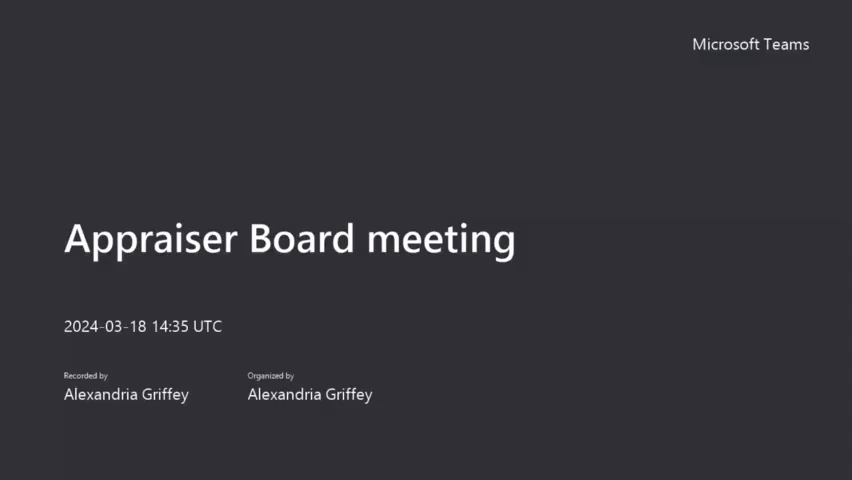 Microsoft Teams
Appraiser Board meeting
2024-03-18 14:35 UTC
Recorded by
Organized by
Alexandria Griffey
Alexandria Griffey